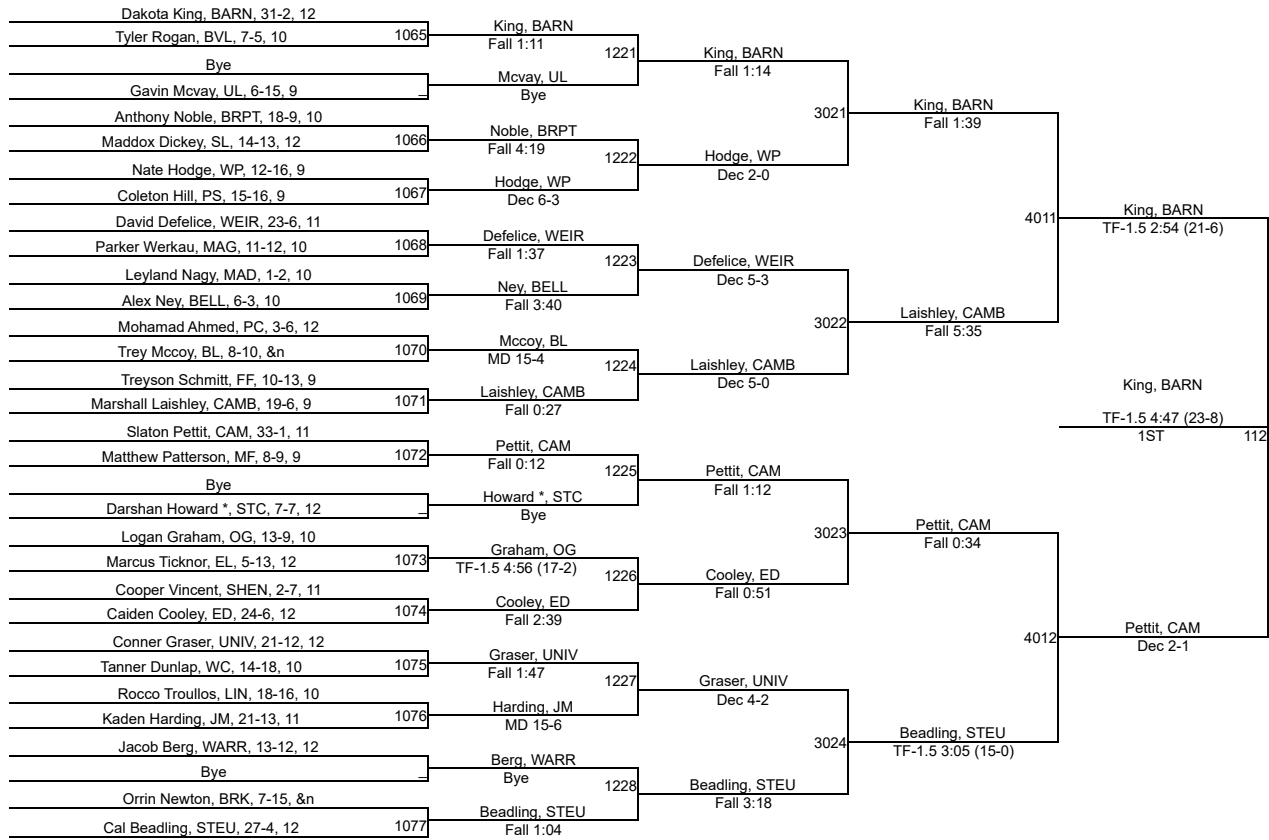 Dakota King, BARN, 31-2, 12
Tyler Rogan, BVL, 7-5, 10
1065
Bye
Gavin Mcvay, UL, 6-15, 9
_
Anthony Noble, BRPT, 18-9, 10
Maddox Dickey, SL, 14-13, 12
1066
Nate Hodge, WP, 12-16, 9
Coleton Hill, PS, 15-16, 9
1067
David Defelice, WEIR, 23-6, 11
Parker Werkau, MAG, 11-12, 10
1068
Leyland Nagy, MAD, 1-2, 10
Alex Ney, BELL, 6-3, 10
1069
Mohamad Ahmed, PC, 3-6, 12
Trey Mccoy, BL, 8-10, &n
1070
Treyson Schmitt, FF, 10-13, 9
Marshall Laishley, CAMB, 19-6, 9
1071
Slaton Pettit, CAM, 33-1, 11
Matthew Patterson, MF, 8-9, 9
1072
Bye
Darshan Howard *, STC, 7-7, 12
_
Logan Graham, OG, 13-9, 10
Marcus Ticknor, EL, 5-13, 12
1073
Cooper Vincent, SHEN, 2-7, 11
Caiden Cooley, ED, 24-6, 12
1074
Conner Graser, UNIV, 21-12, 12
Tanner Dunlap, WC, 14-18, 10
1075
Rocco Troullos, LIN, 18-16, 10
Kaden Harding, JM, 21-13, 11
1076
Jacob Berg, WARR, 13-12, 12
Bye
_
Orrin Newton, BRK, 7-15, &n
Cal Beadling, STEU, 27-4, 12
1077
King, BARN
Fall 1:11
1221
Mcvay, UL
Bye
Noble, BRPT
Fall 4:19
1222
Hodge, WP
Dec 6-3
Defelice, WEIR
Fall 1:37
1223
Ney, BELL
Fall 3:40
Mccoy, BL
MD 15-4
1224
Laishley, CAMB
Fall 0:27
Pettit, CAM
Fall 0:12
1225
Howard *, STC
Bye
Graham, OG
TF-1.5 4:56 (17-2)
1226
Cooley, ED
Fall 2:39
Graser, UNIV
Fall 1:47
1227
Harding, JM
MD 15-6
Berg, WARR
Bye
1228
Beadling, STEU
Fall 1:04
King, BARN
Fall 1:14
3021
Hodge, WP
Dec 2-0
Defelice, WEIR
Dec 5-3
3022
Laishley, CAMB
Dec 5-0
Pettit, CAM
Fall 1:12
3023
Cooley, ED
Fall 0:51
Graser, UNIV
Dec 4-2
3024
Beadling, STEU
Fall 3:18
King, BARN
Fall 1:39
4011
Laishley, CAMB
Fall 5:35
Pettit, CAM
Fall 0:34
4012
Beadling, STEU
TF-1.5 3:05 (15-0)
King, BARN
TF-1.5 2:54 (21-6)
King, BARN
TF-1.5 4:47 (23-8)
1ST
112
Pettit, CAM
Dec 2-1